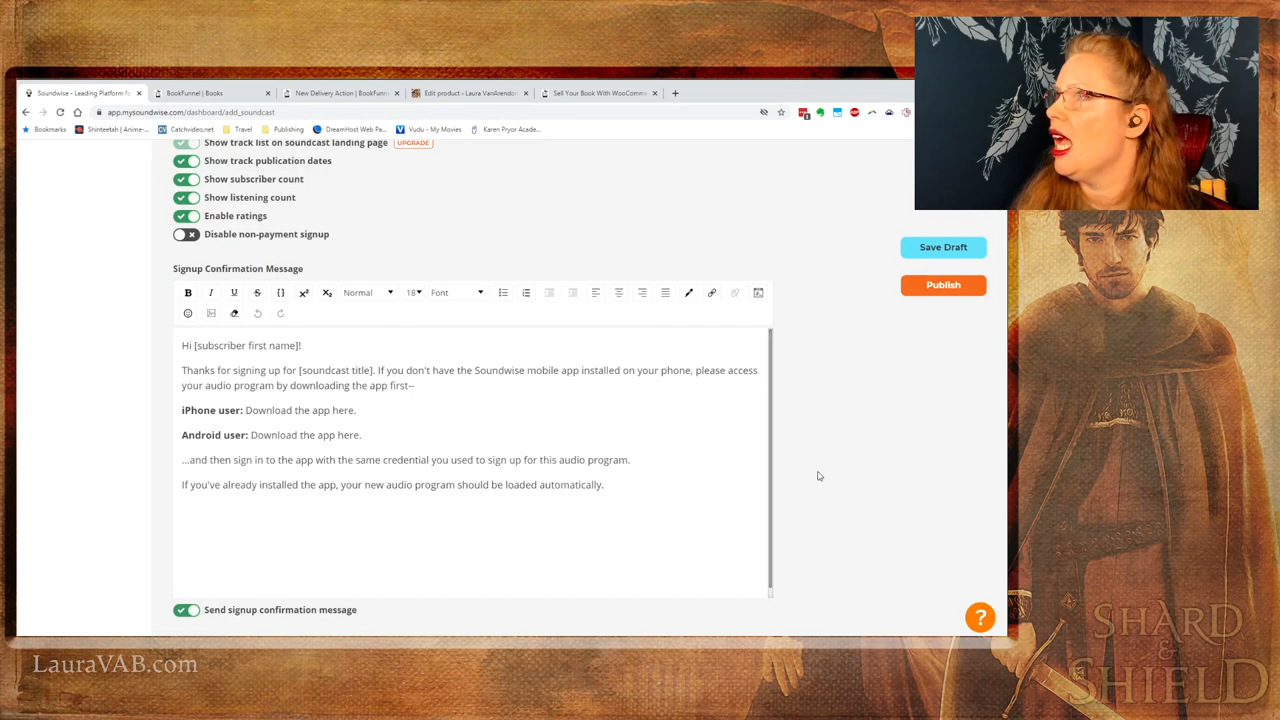 Soundwise - Leading Platform fo
BookFunnel | Books
New Delivery Action | BookFunn
Edit product ‹ Laura VanArendon
Sell Your Book With WooComm
app.mysoundwise.com/dashboard/add_soundcast
Bookmarks
Shinteetah | Anime-...
Catchvideo.net
Travel
Publishing
DreamHost Web Pa...
Vudu - My Movies
Karen Pryor Acade...
Show track list on soundcast landing page
UPGRADE
Show track publication dates
Show subscriber count
Show listening count
Enable ratings
Disable non-payment signup
Save Draft
Publish
Signup Confirmation Message
B I U S {} X² X₂ Normal 18 Font
Hi [subscriber first name]!
Thanks for signing up for [soundcast title]. If you don't have the Soundwise mobile app installed on your phone, please access
your audio program by downloading the app first--
iPhone user: Download the app here.
Android user: Download the app here.
...and then sign in to the app with the same credential you used to sign up for this audio program.
If you've already installed the app, your new audio program should be loaded automatically.
Send signup confirmation message
?
LauraVAB.com
SHARD
&
SHIELD